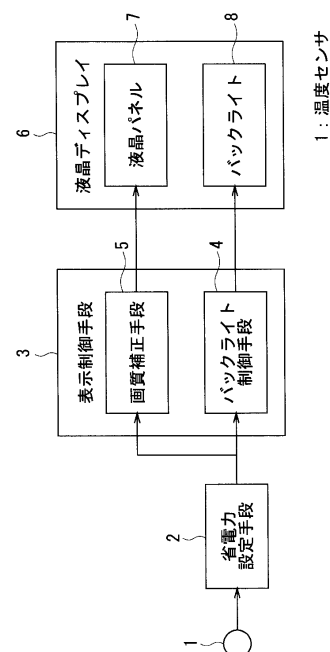 1
2
省電力
設定手段
3
表示制御手段
5
画質補正手段
4
バックライト
制御手段
6
液晶ディスプレイ
7
液晶パネル
8
バックライト
1：温度センサ